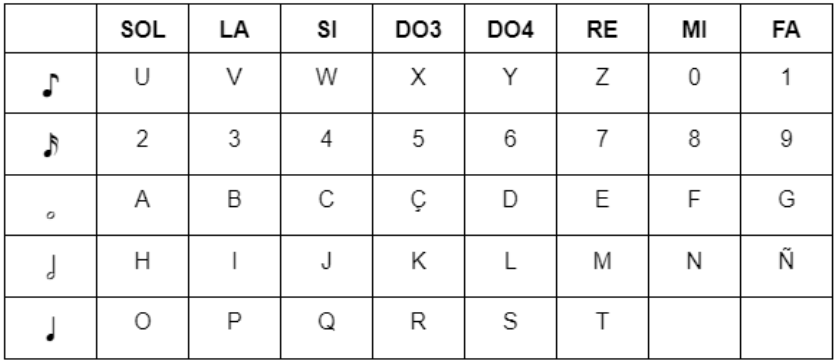 SOL LA SI DO3 DO4 RE MI FA
U V W X Y Z 0 1
2 3 4 5 6 7 8 9
A B C Ç D E F G
H I J K L M N Ñ
O P Q R S T